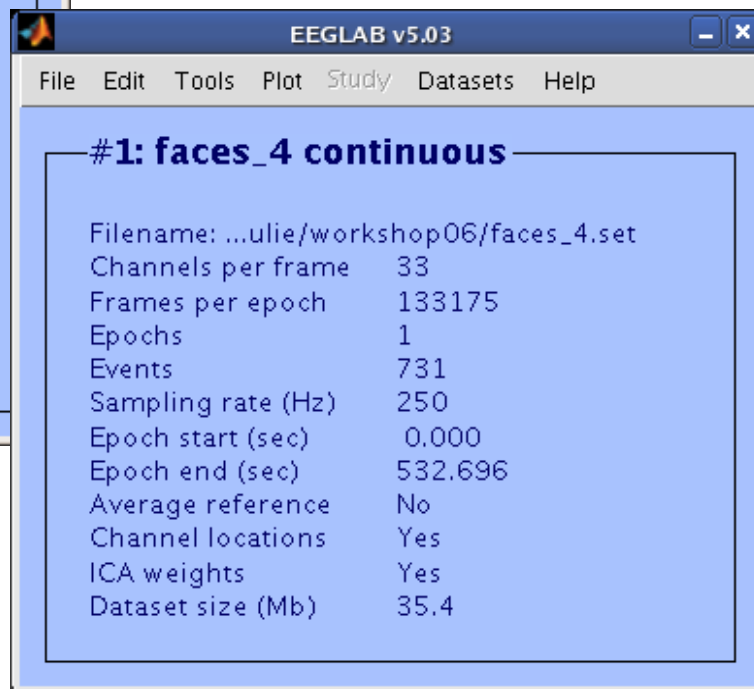 EEGLAB v5.03
File Edit Tools Plot Study Datasets Help
#1: faces_4 continuous
Filename: ...ulie/workshop06/faces_4.set
Channels per frame 33
Frames per epoch 133175
Epochs 1
Events 731
Sampling rate (Hz) 250
Epoch start (sec) 0.000
Epoch end (sec) 532.696
Average reference No
Channel locations Yes
ICA weights Yes
Dataset size (Mb) 35.4